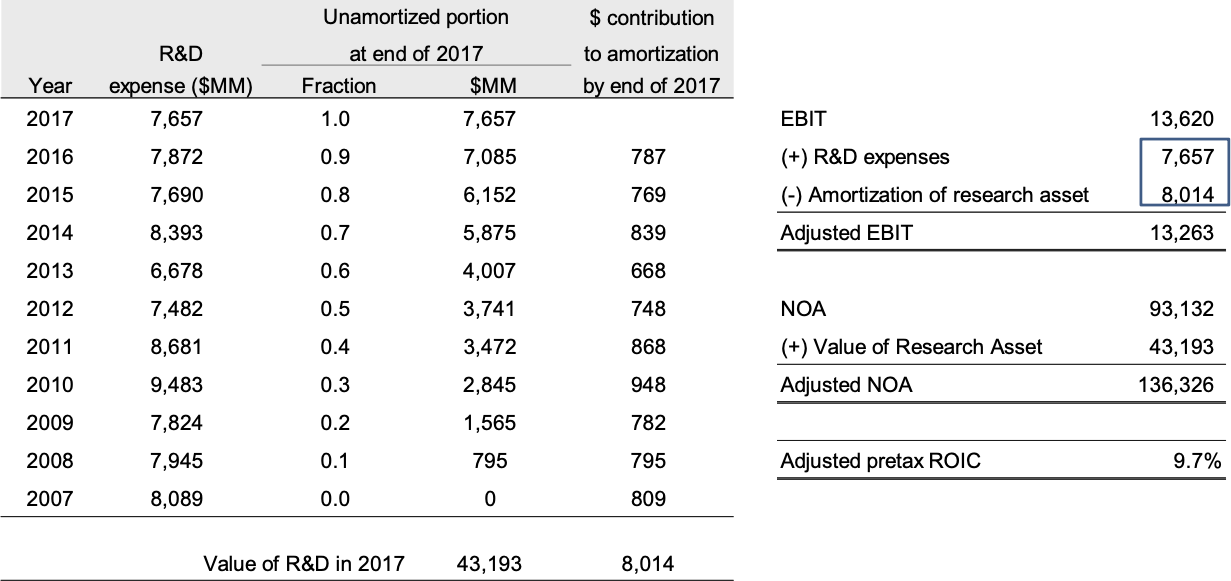 Unamortized portion $ contribution
R&D at end of 2017 to amortization
Year expense ($MM) Fraction $MM by end of 2017
2017 7,657 1.0 7,657 EBIT 13,620
2016 7,872 0.9 7,085 787 (+) R&D expenses 7,657
2015 7,690 0.8 6,152 769 (-) Amortization of research asset 8,014
2014 8,393 0.7 5,875 839 Adjusted EBIT 13,263
2013 6,678 0.6 4,007 668
2012 7,482 0.5 3,741 748 NOA 93,132
2011 8,681 0.4 3,472 868 (+) Value of Research Asset 43,193
2010 9,483 0.3 2,845 948 Adjusted NOA 136,326
2009 7,824 0.2 1,565 782
2008 7,945 0.1 795 795 Adjusted pretax ROIC 9.7%
2007 8,089 0.0 0 809
Value of R&D in 2017 43,193 8,014